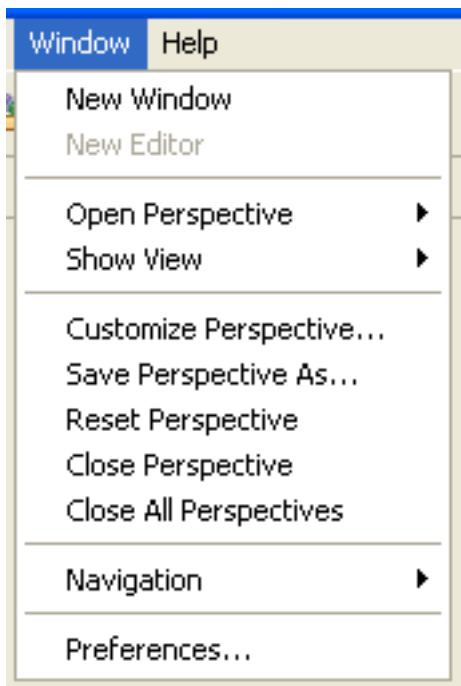 Window Help
New Window
New Editor
Open Perspective
Show View
Customize Perspective...
Save Perspective As...
Reset Perspective
Close Perspective
Close All Perspectives
Navigation
Preferences...